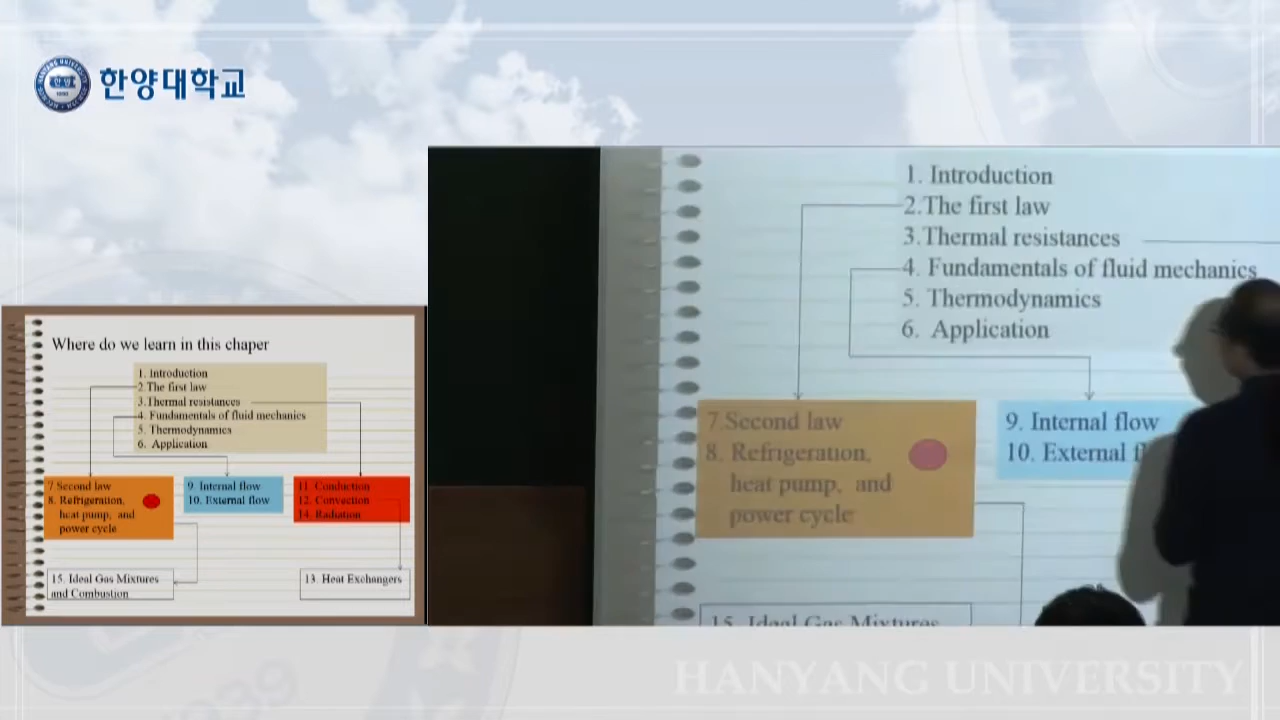 한양대학교
Where do we learn in this chaper
1. Introduction
2 The first law
3.Thermal resistances
4. Fundamentals of fluid mechanics
5. Thermodynamics
6. Application
7 Second law
8. Refrigeration,
heat pump, and
power cycle
9. Internal flow
10. External flow
11. Conduction
12. Convection
14. Radiation
15. Ideal Gas Mixtures
and Combustion
13. Heat Exchangers
1. Introduction
2.The first law
3.Thermal resistances
4. Fundamentals of fluid mechanics
5. Thermodynamics
6. Application
7.Second law
8. Refrigeration,
heat pump, and
power cycle
9. Internal flow
10. External fl
15. Ideal Gas Mixtures
HANYANG UNIVERSITY